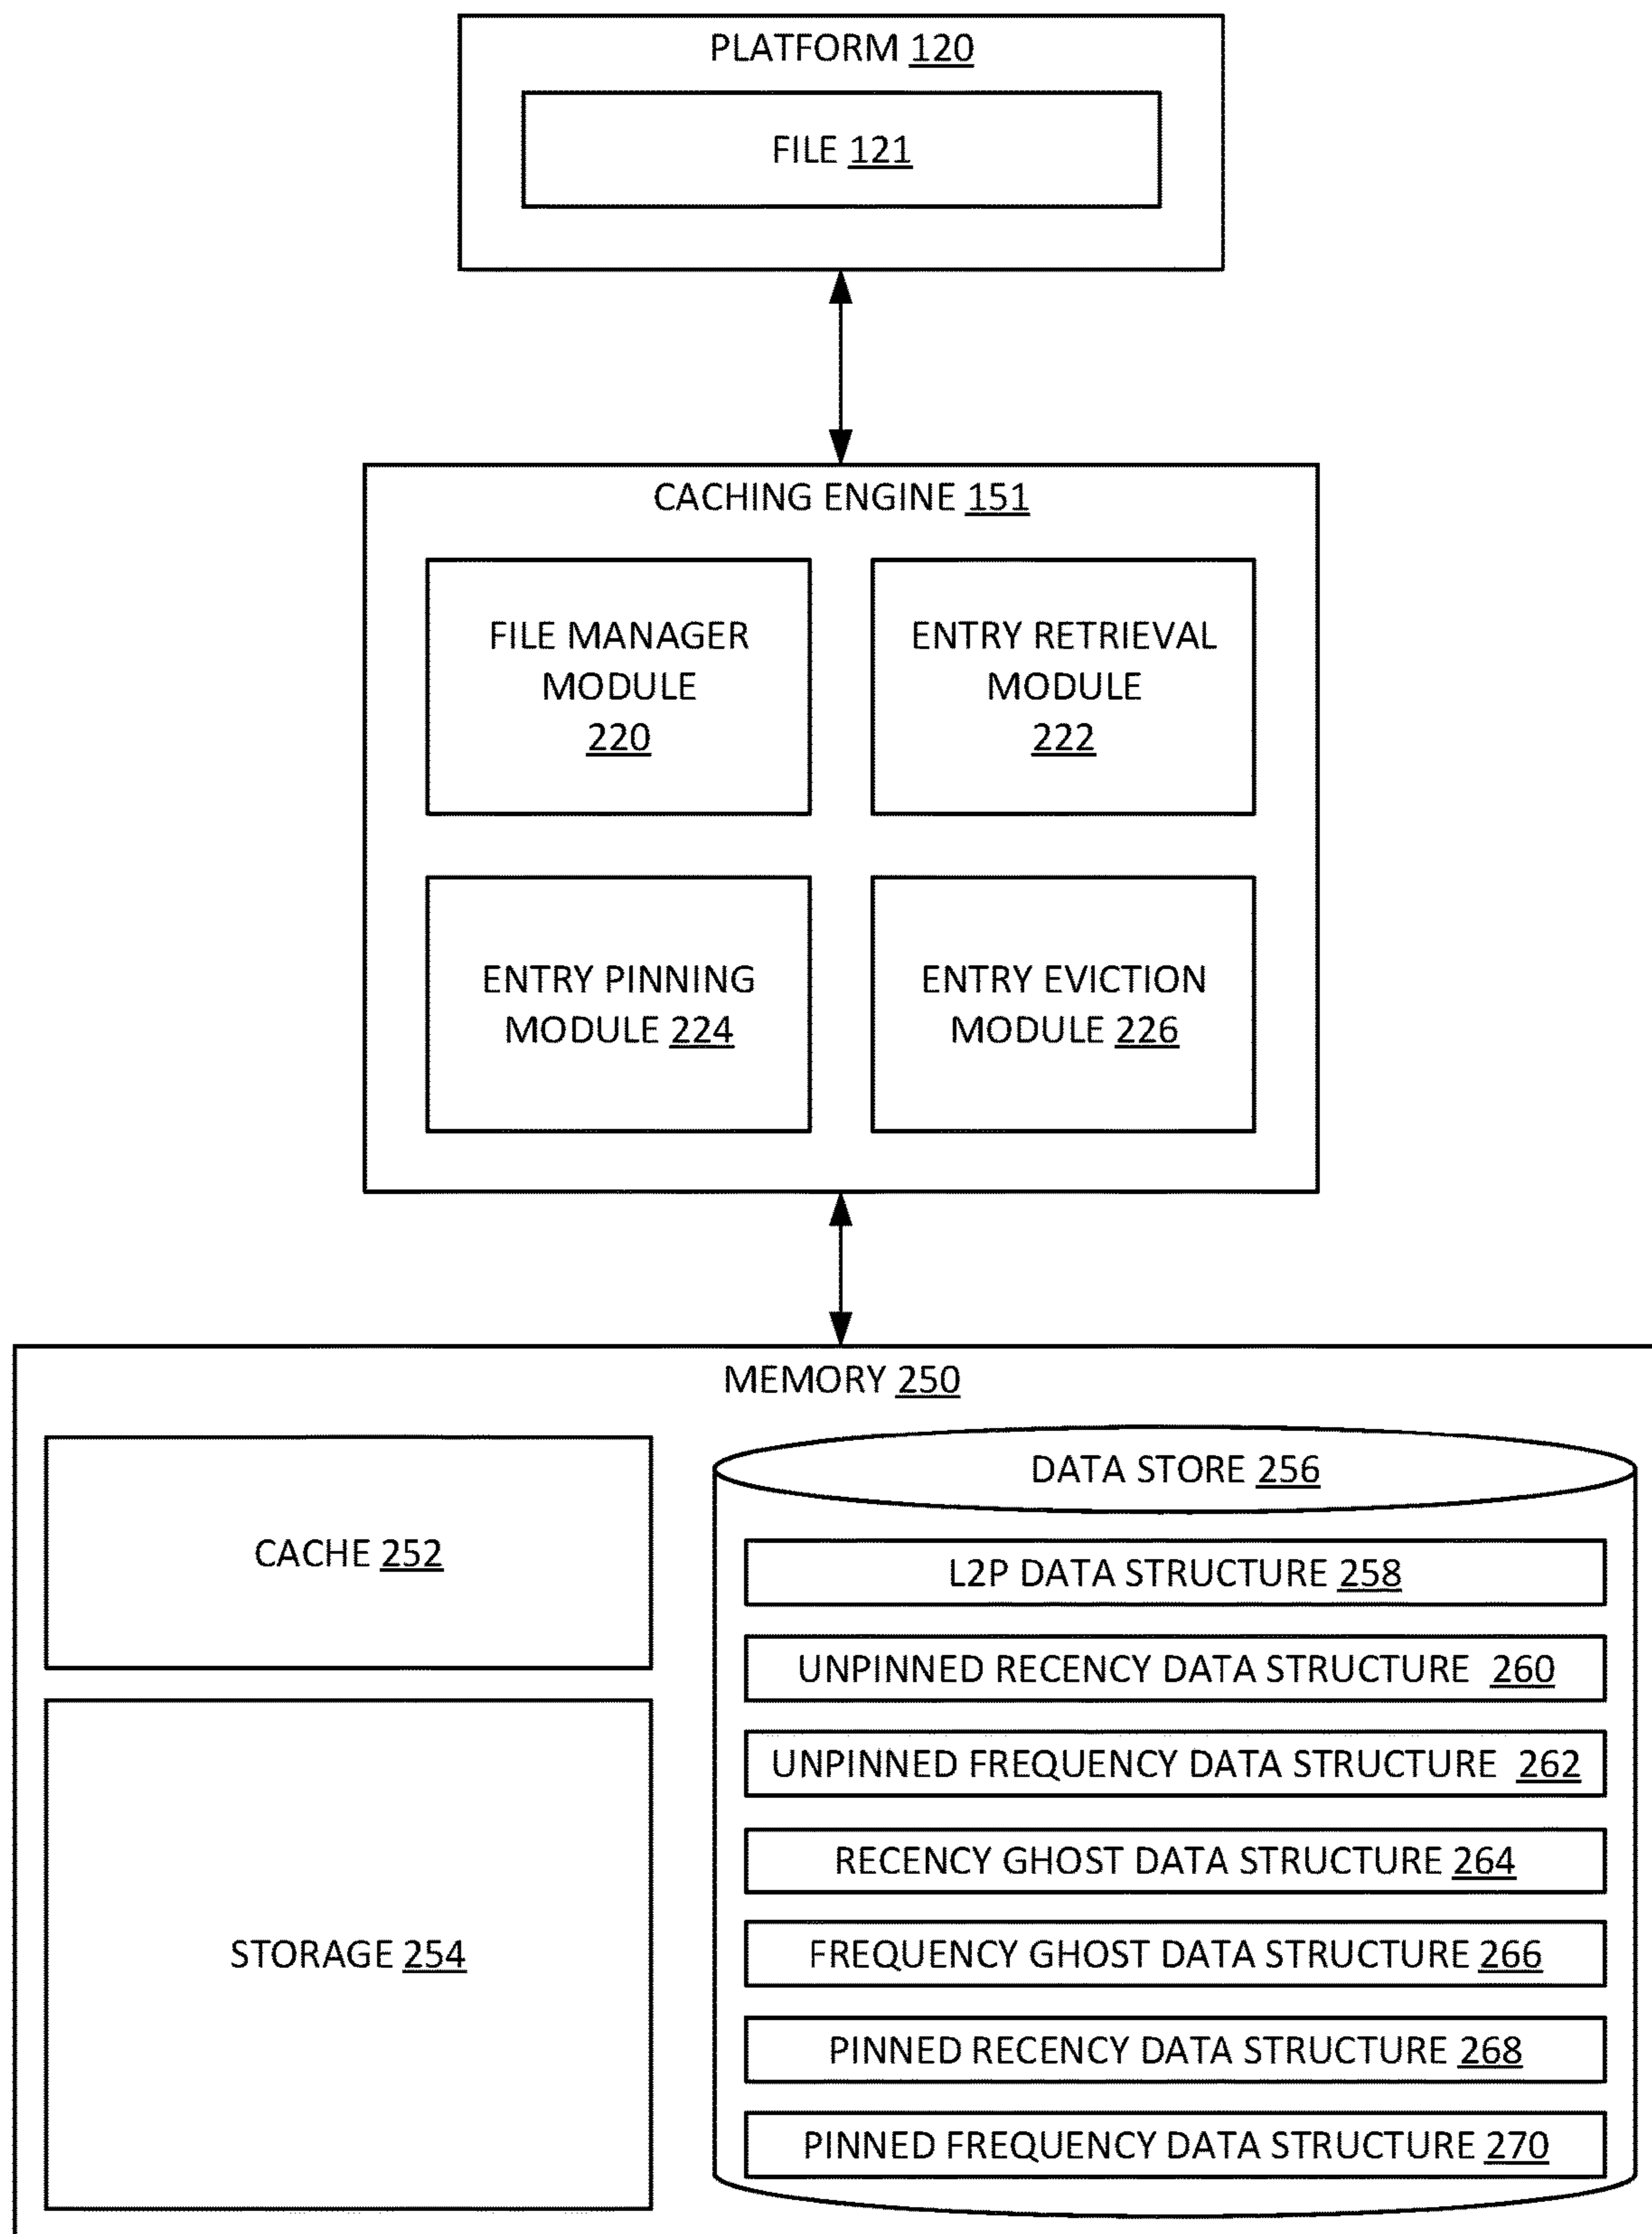 PLATFORM 120
FILE 121
CACHING ENGINE 151
FILE MANAGER
MODULE
220
ENTRY RETRIEVAL
MODULE
222
ENTRY PINNING
MODULE 224
ENTRY EVICTION
MODULE 226
MEMORY 250
CACHE 252
STORAGE 254
DATA STORE 256
L2P DATA STRUCTURE 258
UNPINNED RECENCY DATA STRUCTURE 260
UNPINNED FREQUENCY DATA STRUCTURE 262
RECENCY GHOST DATA STRUCTURE 264
FREQUENCY GHOST DATA STRUCTURE 266
PINNED RECENCY DATA STRUCTURE 268
PINNED FREQUENCY DATA STRUCTURE 270